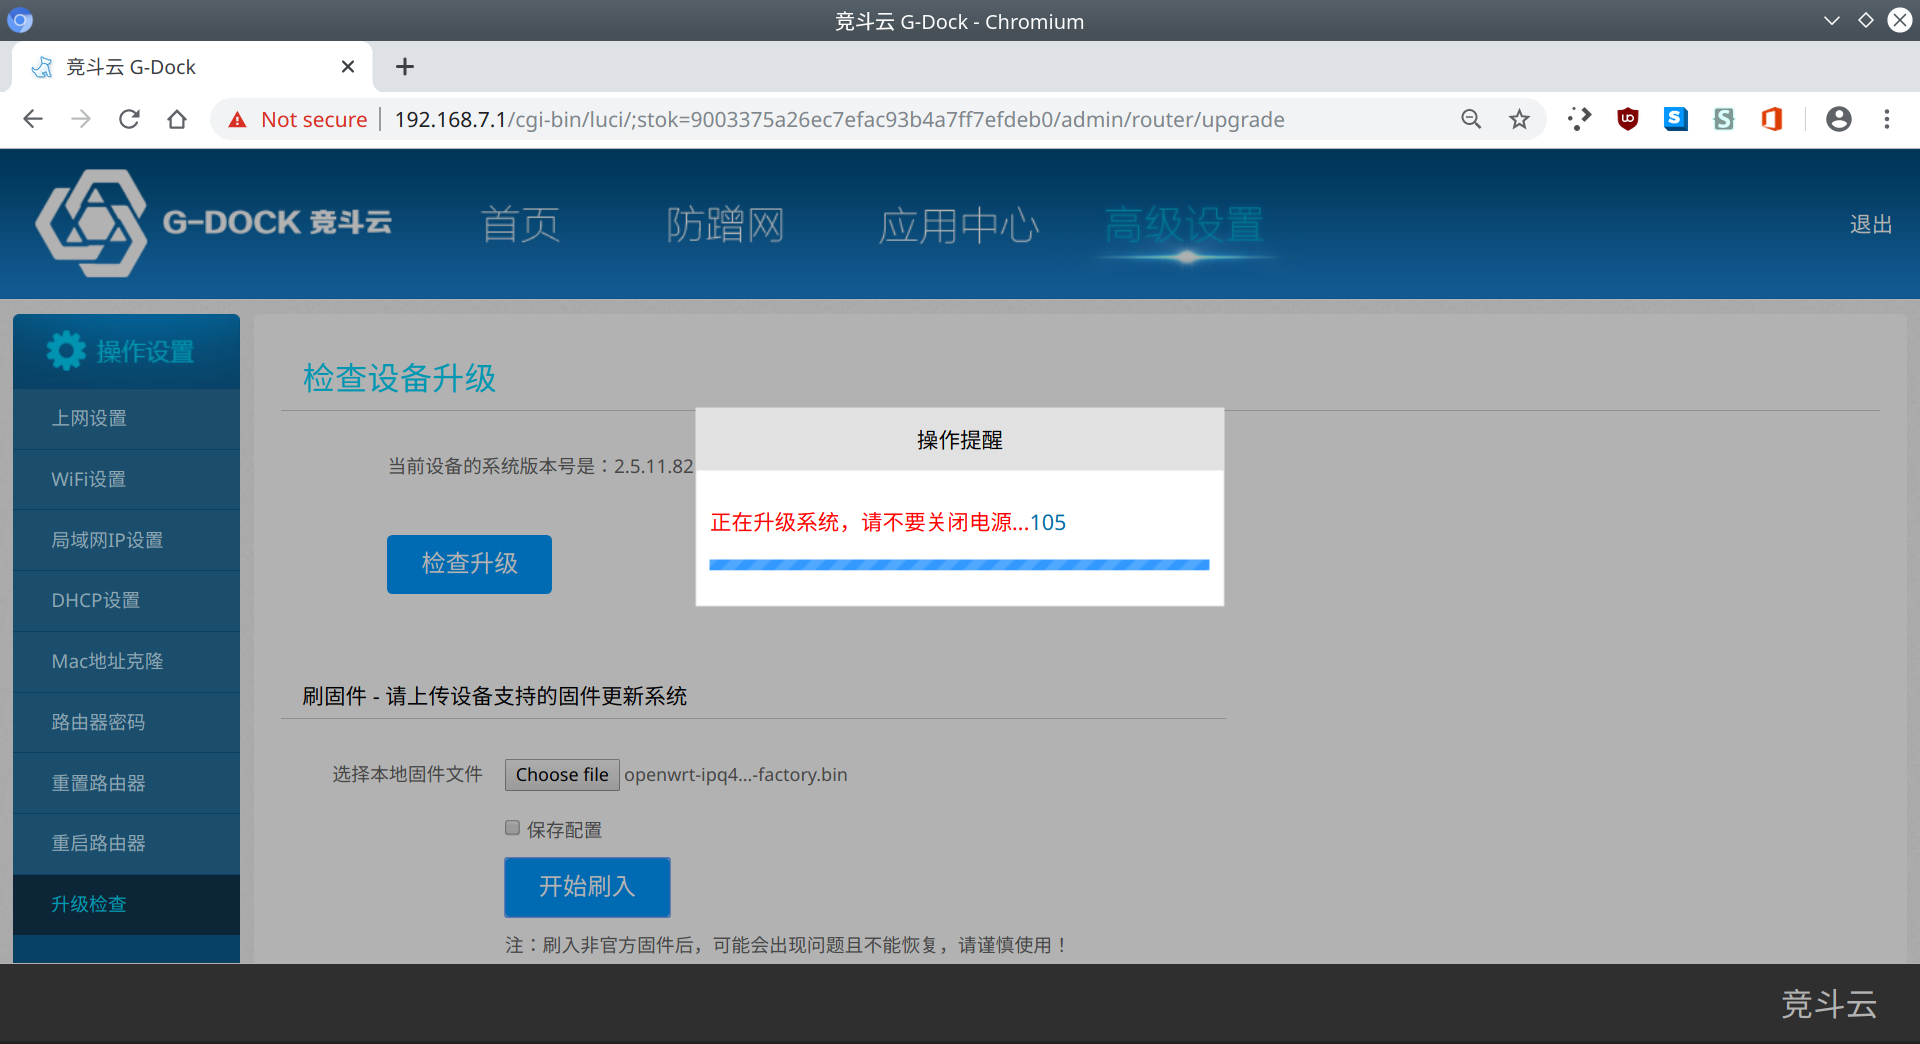 竞斗云 G-Dock - Chromium
竞斗云 G-Dock
Not secure
192.168.7.1/cgi-bin/luci/;stok=9003375a26ec7efac93b4a7ff7efdeb0/admin/router/upgrade
G-DOCK 竞斗云
首页
防蹭网
应用中心
高级设置
退出
操作设置
上网设置
WiFi设置
局域网IP设置
DHCP设置
Mac地址克隆
路由器密码
重置路由器
重启路由器
升级检查
检查设备升级
当前设备的系统版本号是：2.5.11.82
检查升级
操作提醒
正在升级系统，请不要关闭电源...105
刷固件 - 请上传设备支持的固件更新系统
选择本地固件文件
Choose file
openwrt-ipq4...-factory.bin
保存配置
开始刷入
注：刷入非官方固件后，可能会出现问题且不能恢复，请谨慎使用！
竞斗云